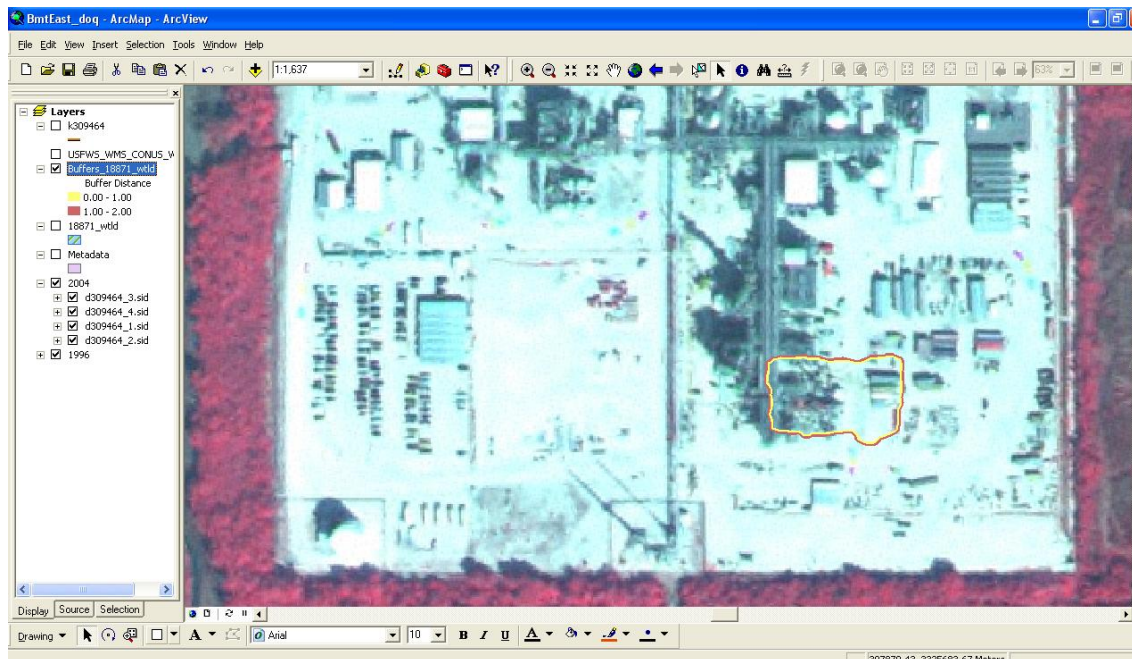 BmtEast_doq - ArcMap - ArcView
File Edit View Insert Selection Tools Window Help
1:1,637
63%
Layers
k309464
USFWS_WMS_CONUS_W
Buffers_18871_wtld
Buffer Distance
0.00 - 1.00
1.00 - 2.00
18871_wtld
Metadata
2004
d309464_3.sid
d309464_4.sid
d309464_1.sid
d309464_2.sid
1996
Display Source Selection
Drawing A Arial 10 B I U A